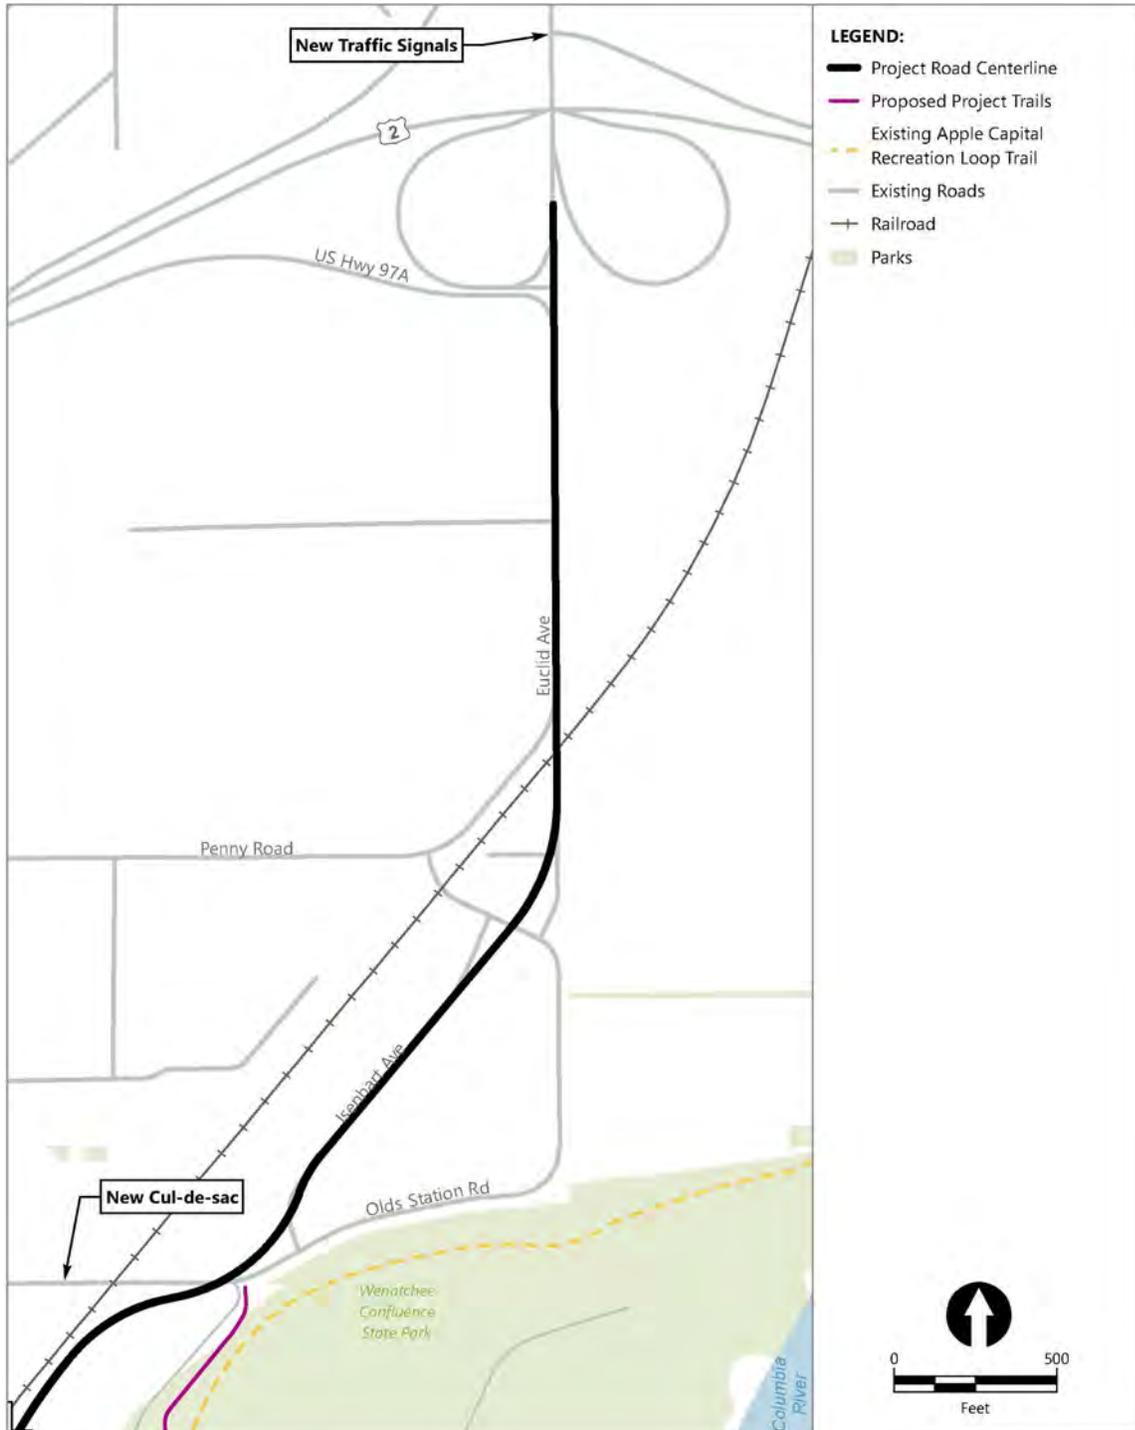 New Traffic Signals
2
US Hwy 97A
Euclid Ave
Penny Road
Isenhart Ave
New Cul-de-sac
Olds Station Rd
Wenatchee
Confluence
State Park
Columbia
River
LEGEND:
Project Road Centerline
Proposed Project Trails
Existing Apple Capital
Recreation Loop Trail
Existing Roads
Railroad
Parks
0 500
Feet